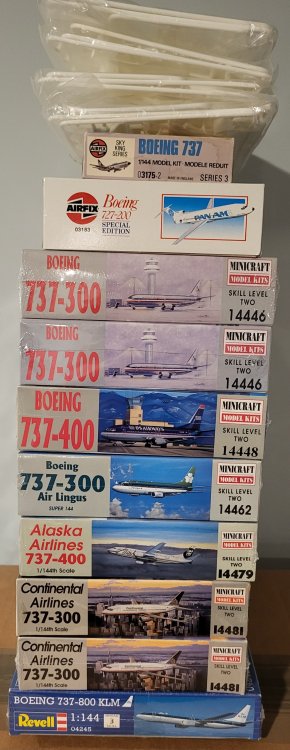 AIRFIX
SKY KING SERIES
BOEING 737
1:144 MODEL KIT · MODELE REDUIT
03175-2 MADE IN ENGLAND SERIES 3
AIRFIX
Boeing
727-200
03183
SPECIAL
EDITION
PAN AM
BOEING
737-300
MINICRAFT
MODEL KITS
SKILL LEVEL
TWO
14446
BOEING
737-300
MINICRAFT
MODEL KITS
SKILL LEVEL
TWO
14446
BOEING
737-400
US AIRWAYS
MINICRAFT
MODEL KITS
SKILL LEVEL
TWO
14448
Boeing
737-300
Air Lingus
SUPER 144
MINICRAFT
MODEL KITS
SKILL LEVEL
TWO
14462
Alaska
Airlines
737-400
1/144th Scale
MINICRAFT
MODEL KITS
SKILL LEVEL
TWO
14479
Continental
Airlines
737-300
1/144th Scale
MINICRAFT
MODEL KITS
SKILL LEVEL
TWO
14481
Continental
Airlines
737-300
1/144th Scale
MINICRAFT
MODEL KITS
SKILL LEVEL
TWO
14481
BOEING 737-800 KLM
Revell
1:144
04245